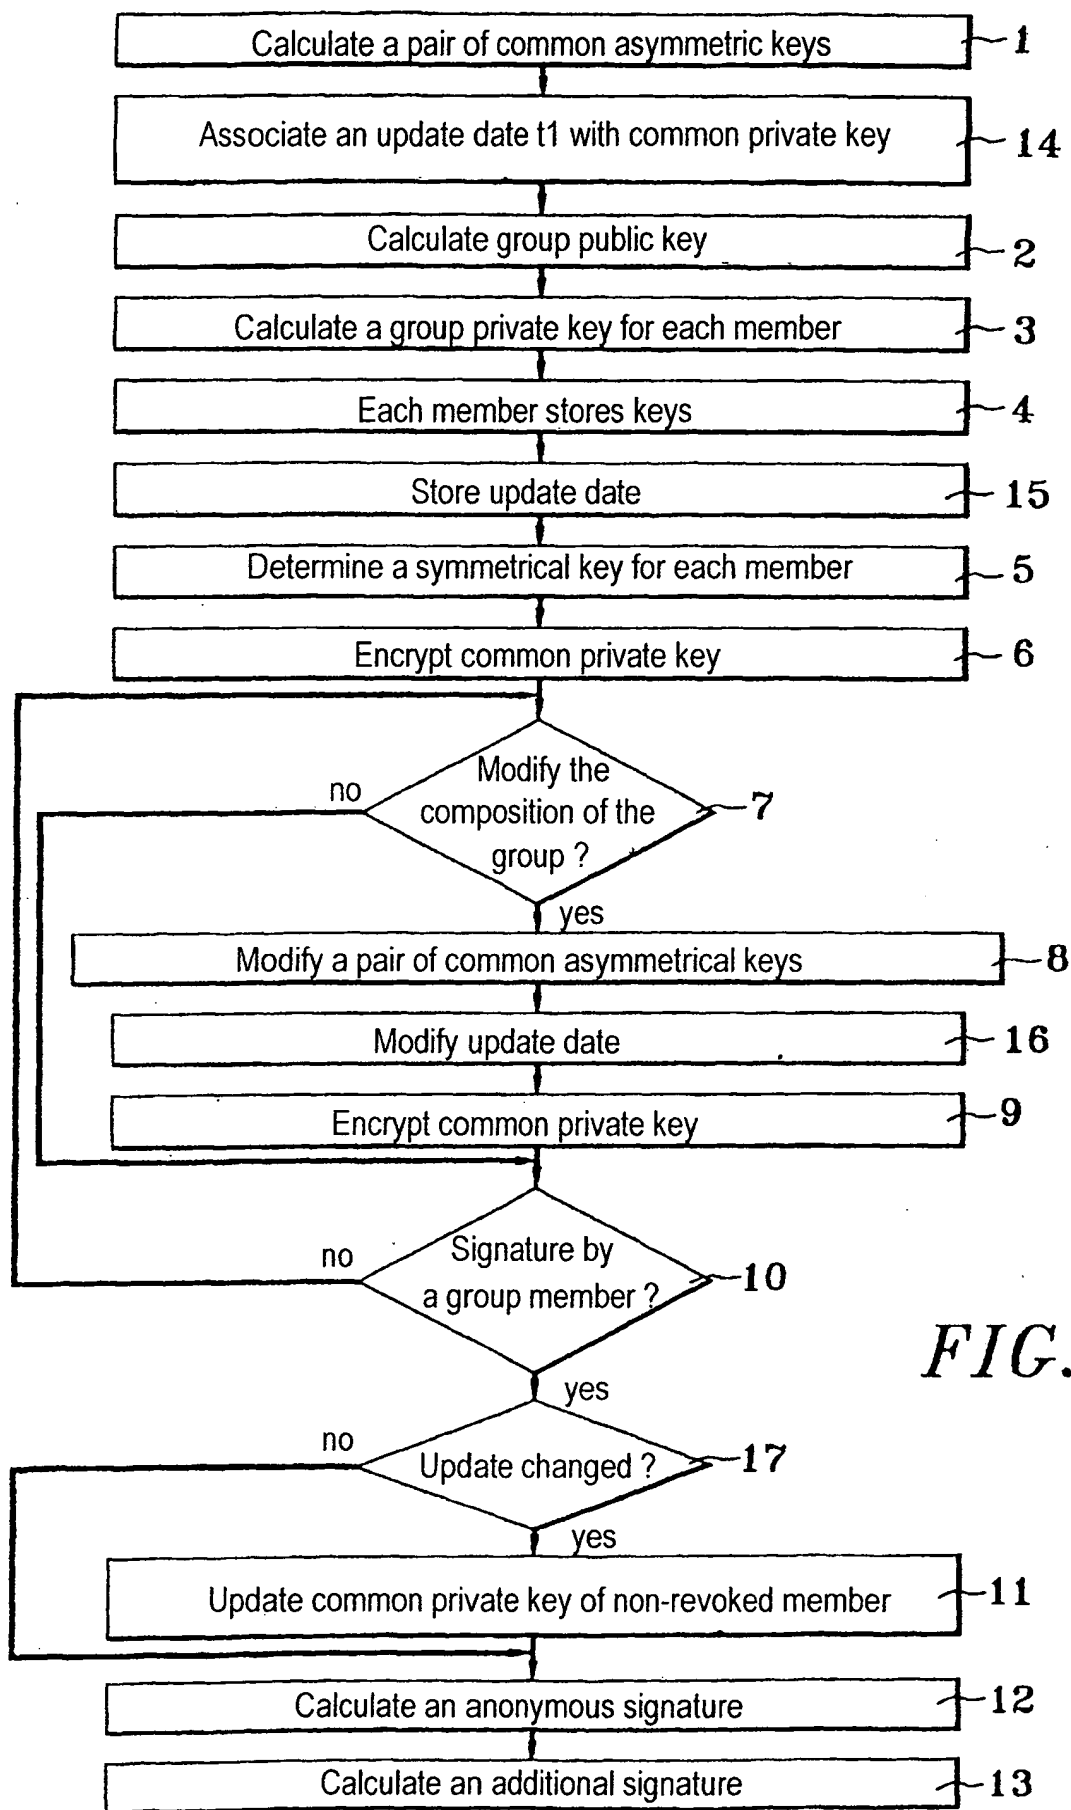 Calculate a pair of common asymmetric keys 1
Associate an update date t1 with common private key 14
Calculate group public key 2
Calculate a group private key for each member 3
Each member stores keys 4
Store update date 15
Determine a symmetrical key for each member 5
Encrypt common private key 6
Modify the
composition of the
group ?
7
no
yes
Modify a pair of common asymmetrical keys 8
Modify update date 16
Encrypt common private key 9
Signature by
a group member ?
10
no
yes
FIG.
Update changed ? 17
no
yes
Update common private key of non-revoked member 11
Calculate an anonymous signature 12
Calculate an additional signature 13